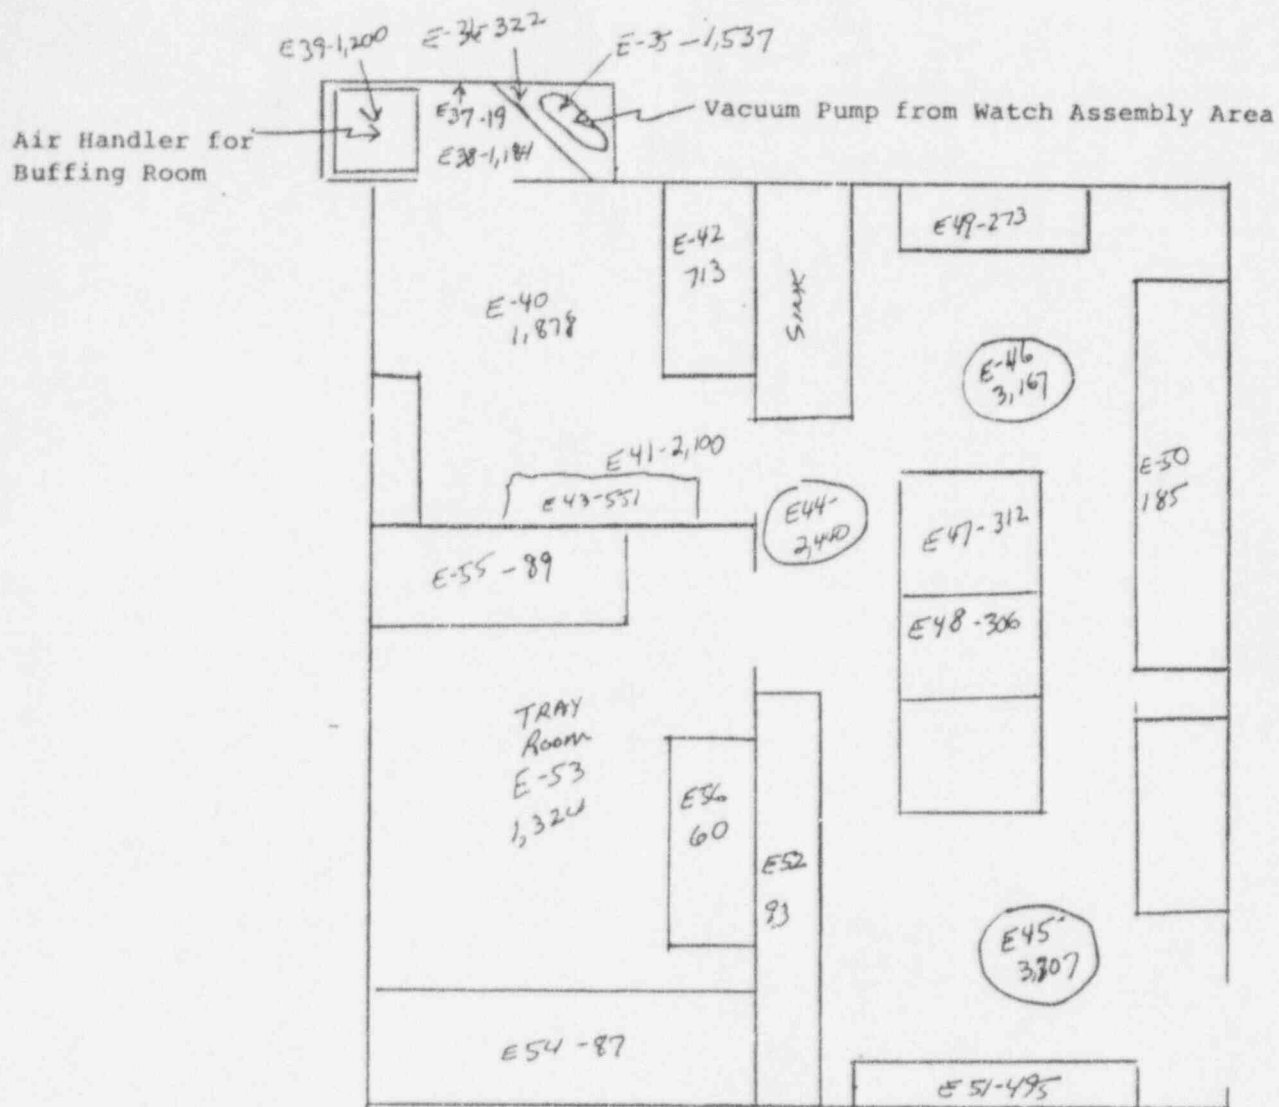 E39-1,200
E-36-322
E-35-1,537
Vacuum Pump from Watch Assembly Area
Air Handler for
Buffing Room
E37-19
E38-1,184
E-42
713
SINK
E49-273
E-40
1,878
E-46
3,167
E41-2,100
E43-551
E44-
2,440
E-50
185
E47-312
E-55-89
E48-306
TRAY
Room
E-53
1,324
E56
60
E52
93
E45
E54-87
E51-495